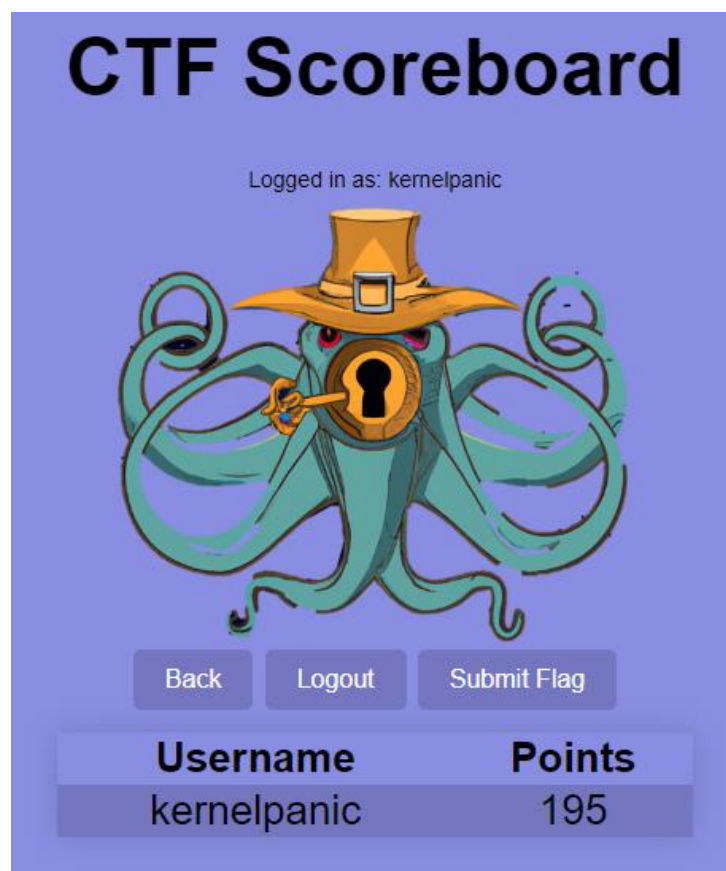 CTF Scoreboard
Logged in as: kernelpanic
Back Logout Submit Flag
Username Points
kernelpanic 195